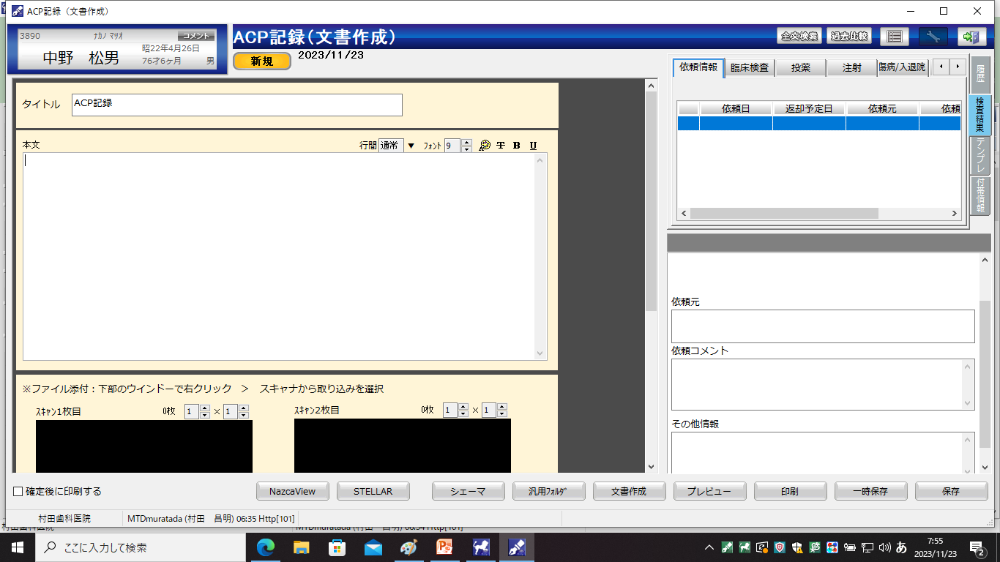 ACP記録（文書作成）
3890 ﾅｶﾉ ﾏﾂｵ コメント
中野　松男
昭22年4月26日
76才6ヶ月 男
ACP記録(文書作成)
新規 2023/11/23
全文検索 過去比較
タイトル ACP記録
本文 行間 通常 ▼ ﾌｫﾝﾄ 9 T B U
※ファイル添付：下部のウインドーで右クリック　＞　スキャナから取り込みを選択
ｽｷｬﾝ1枚目 0枚 1 × 1
ｽｷｬﾝ2枚目 0枚 1 × 1
依頼情報 臨床検査 投薬 注射 傷病/入退院
依頼日 返却予定日 依頼元 依頼
履歴
検査結果
テンプレ
付帯情報
依頼元
依頼コメント
その他情報
確定後に印刷する
NazcaView STELLAR シェーマ 汎用ﾌｫﾙﾀﾞ 文書作成 プレビュー 印刷 一時保存 保存
村田歯科医院 MTDmuratada (村田　昌明) 06:35 Http[101]
ここに入力して検索
あ 7:55
2023/11/23
2